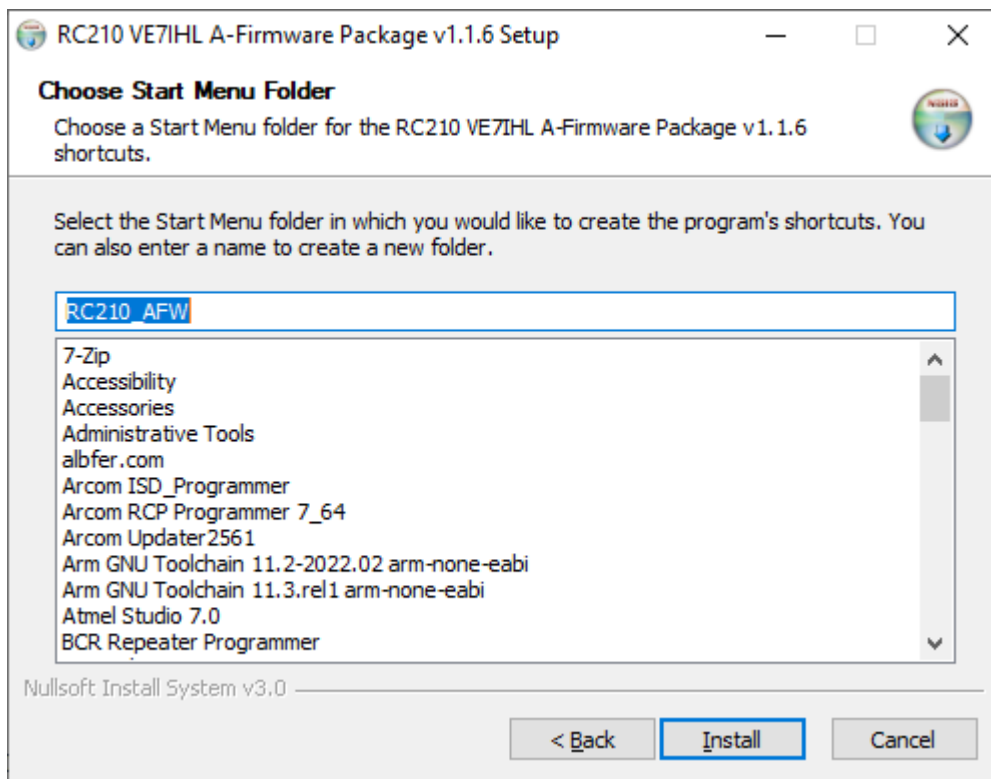 RC210 VE7IHL A-Firmware Package v1.1.6 Setup
Choose Start Menu Folder
Choose a Start Menu folder for the RC210 VE7IHL A-Firmware Package v1.1.6
shortcuts.
Select the Start Menu folder in which you would like to create the program's shortcuts. You
can also enter a name to create a new folder.
RC210_AFW
7-Zip
Accessibility
Accessories
Administrative Tools
albfer.com
Arcom ISD_Programmer
Arcom RCP Programmer 7_64
Arcom Updater2561
Arm GNU Toolchain 11.2-2022.02 arm-none-eabi
Arm GNU Toolchain 11.3.rel1 arm-none-eabi
Atmel Studio 7.0
BCR Repeater Programmer
Nullsoft Install System v3.0
< Back
Install
Cancel